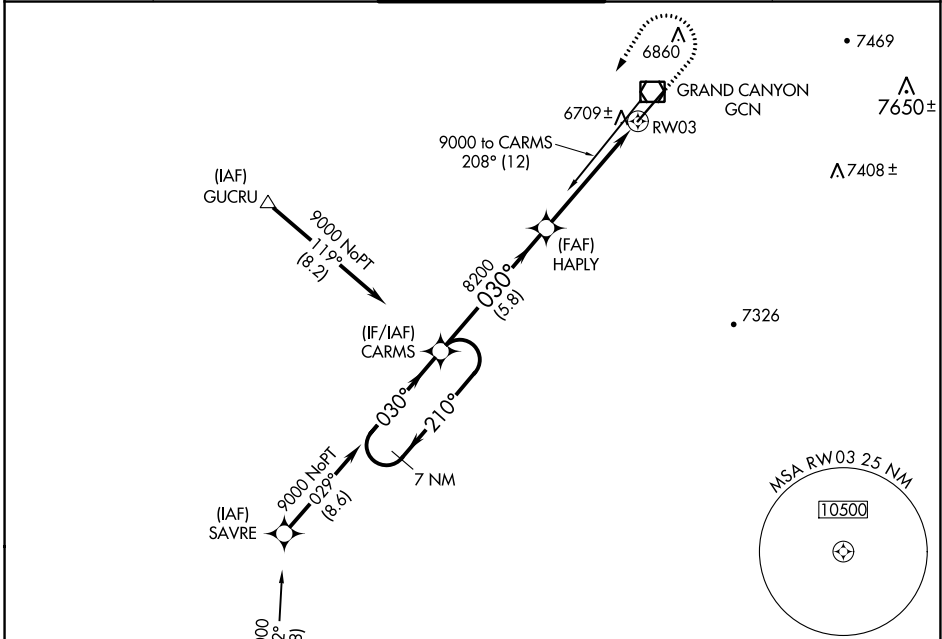 7469
6860
GRAND CANYON
GCN
7650±
6709±
RW03
9000 to CARMS
208° (12)
7408±
(IAF)
GUCRU
9000 NoPT
119°
(8.2)
(FAF)
HAPLY
8200
030°
(5.8)
7326
(IF/IAF)
CARMS
030°
210°
7 NM
9000 NoPT
029°
(8.6)
(IAF)
SAVRE
MSA RW03 25 NM
10500